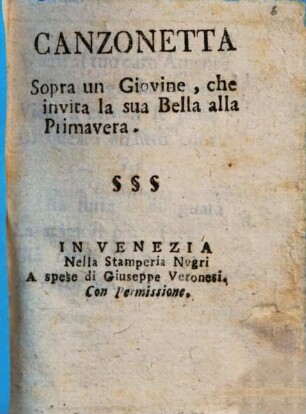 6
CANZONETTA
Sopra un Giovine, che
invita la sua Bella alla
Primavera.
§ § §
IN VENEZIA
Nella Stamperia Negri
A spese di Giuseppe Veronesi.
Con Permissione.